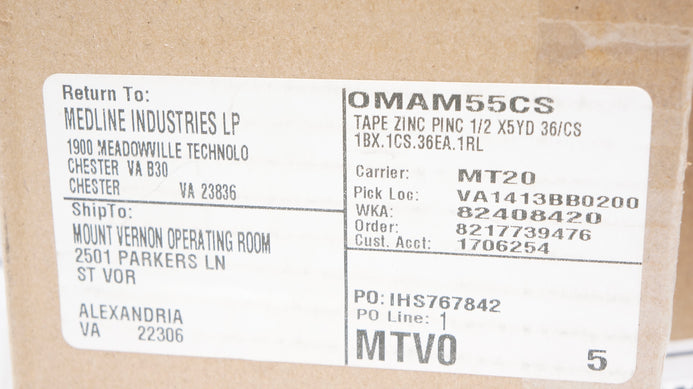 Return To:
MEDLINE INDUSTRIES LP
1900 MEADOWVILLE TECHNOLO
CHESTER VA B30
CHESTER VA 23836
ShipTo:
MOUNT VERNON OPERATING ROOM
2501 PARKERS LN
ST VOR
ALEXANDRIA
VA 22306
OMAM55CS
TAPE ZINC PINC 1/2 X5YD 36/CS
1BX.1CS.36EA.1RL
Carrier: MT20
Pick Loc: VA1413BB0200
WKA: 82408420
Order: 8217739476
Cust. Acct: 1706254
PO: IHS767842
PO Line: 1
MTV0 5